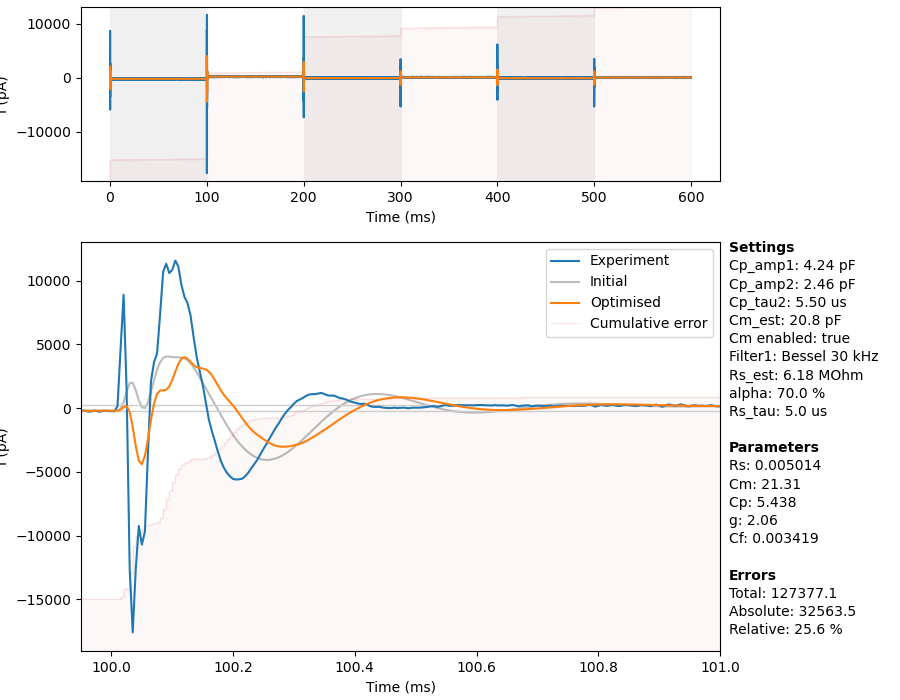 10000
0
−10000
I (pA)
0 100 200 300 400 500 600
Time (ms)
10000
5000
0
−5000
−10000
−15000
I (pA)
100.0 100.2 100.4 100.6 100.8 101.0
Time (ms)
Experiment
Initial
Optimised
Cumulative error
Settings
Cp_amp1: 4.24 pF
Cp_amp2: 2.46 pF
Cp_tau2: 5.50 us
Cm_est: 20.8 pF
Cm enabled: true
Filter1: Bessel 30 kHz
Rs_est: 6.18 MOhm
alpha: 70.0 %
Rs_tau: 5.0 us
Parameters
Rs: 0.005014
Cm: 21.31
Cp: 5.438
g: 2.06
Cf: 0.003419
Errors
Total: 127377.1
Absolute: 32563.5
Relative: 25.6 %